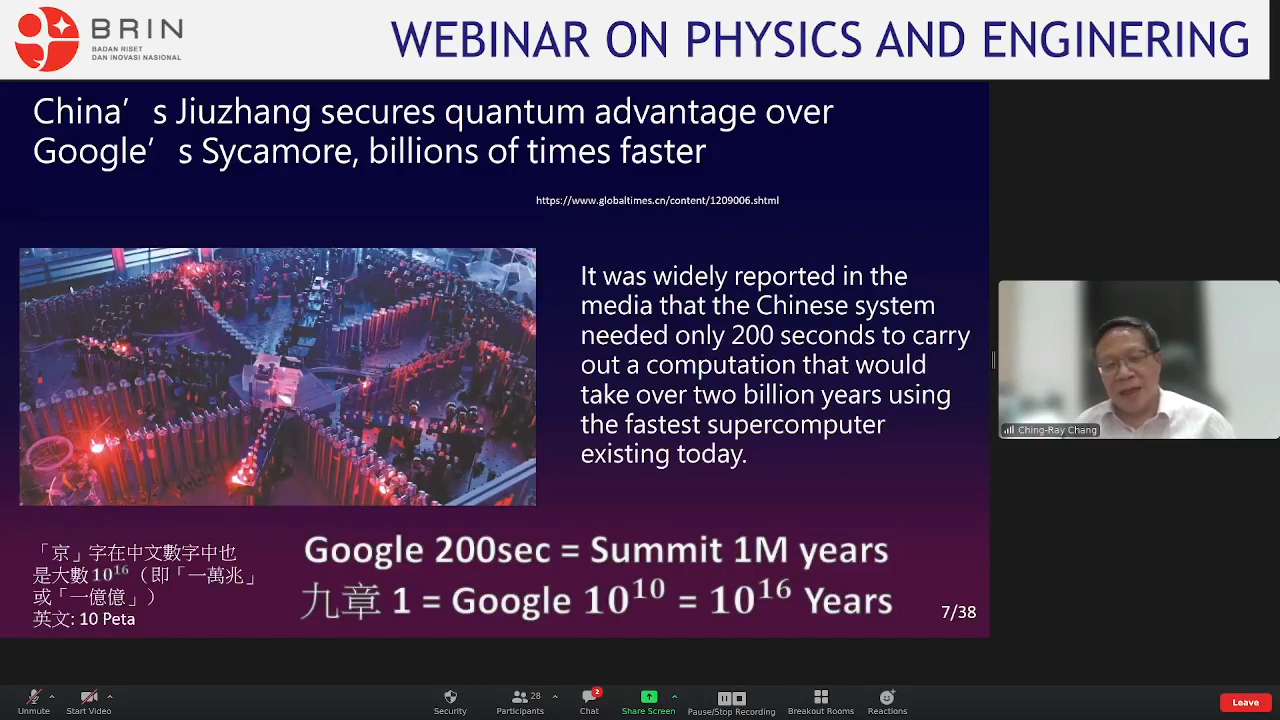 BRIN
BADAN RISET
DAN INOVASI NASIONAL
WEBINAR ON PHYSICS AND ENGINERING
China's Jiuzhang secures quantum advantage over
Google's Sycamore, billions of times faster
https://www.globaltimes.cn/content/1209006.shtml
It was widely reported in the
media that the Chinese system
needed only 200 seconds to carry
out a computation that would
take over two billion years using
the fastest supercomputer
existing today.
「京」字在中文數字中也
是大數 10¹⁶（即「一萬兆」
或「一億億」）
英文: 10 Peta
Google 200sec = Summit 1M years
九章 1 = Google 10¹⁰ = 10¹⁶ Years
7/38
Ching-Ray Chang
Unmute
Start Video
Security
28
Participants
2
Chat
Share Screen
Pause/Stop Recording
Breakout Rooms
Reactions
Leave